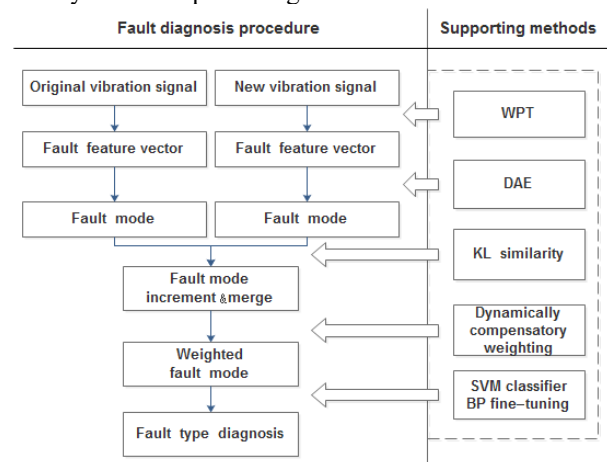 Fault diagnosis procedure
Supporting methods
Original vibration signal
New vibration signal
WPT
Fault feature vector
Fault feature vector
DAE
Fault mode
Fault mode
KL similarity
Fault mode
increment & merge
Dynamically
compensatory
weighting
Weighted
fault mode
SVM classifier
BP fine–tuning
Fault type diagnosis